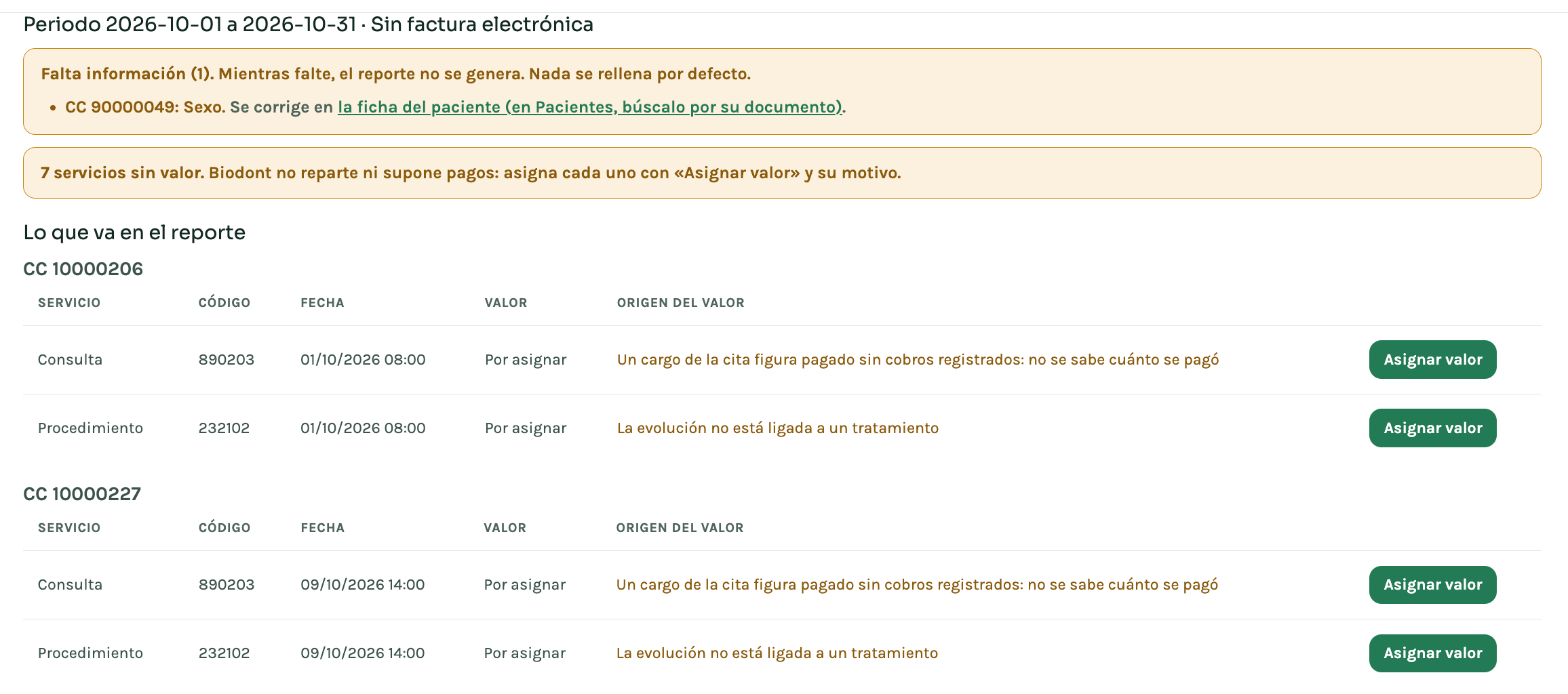 Periodo 2026-10-01 a 2026-10-31 · Sin factura electrónica
Falta información (1). Mientras falte, el reporte no se genera. Nada se rellena por defecto.
• CC 90000049: Sexo. Se corrige en la ficha del paciente (en Pacientes, búscalo por su documento).
7 servicios sin valor. Biodont no reparte ni supone pagos: asigna cada uno con «Asignar valor» y su motivo.
Lo que va en el reporte
CC 10000206
SERVICIO CÓDIGO FECHA VALOR ORIGEN DEL VALOR
Consulta 890203 01/10/2026 08:00 Por asignar Un cargo de la cita figura pagado sin cobros registrados: no se sabe cuánto se pagó Asignar valor
Procedimiento 232102 01/10/2026 08:00 Por asignar La evolución no está ligada a un tratamiento Asignar valor
CC 10000227
SERVICIO CÓDIGO FECHA VALOR ORIGEN DEL VALOR
Consulta 890203 09/10/2026 14:00 Por asignar Un cargo de la cita figura pagado sin cobros registrados: no se sabe cuánto se pagó Asignar valor
Procedimiento 232102 09/10/2026 14:00 Por asignar La evolución no está ligada a un tratamiento Asignar valor